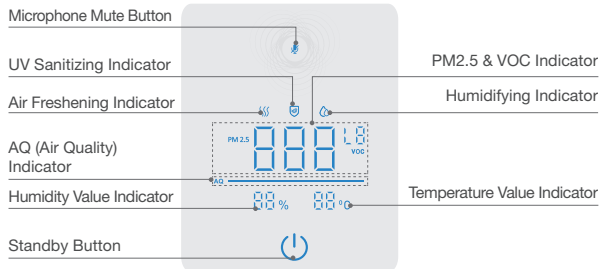 Microphone Mute Button
UV Sanitizing Indicator
PM2.5 & VOC Indicator
Air Freshening Indicator
Humidifying Indicator
PM 2.5
888
L8
VOC
AQ (Air Quality)
Indicator
AQ
Humidity Value Indicator
88 %
88 °C
Temperature Value Indicator
Standby Button